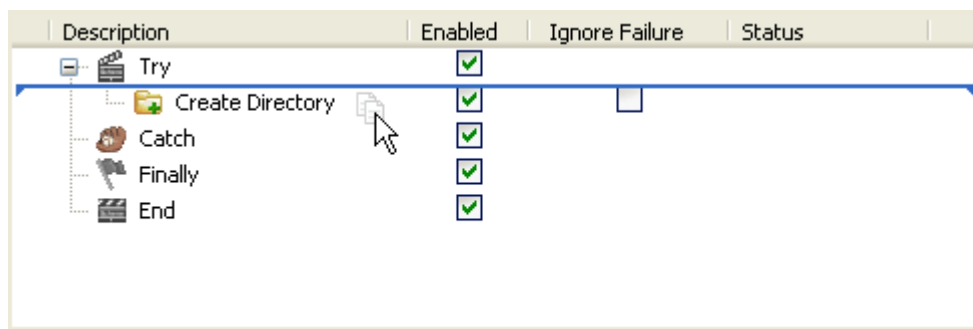 Description Enabled Ignore Failure Status
Try
Create Directory
Catch
Finally
End